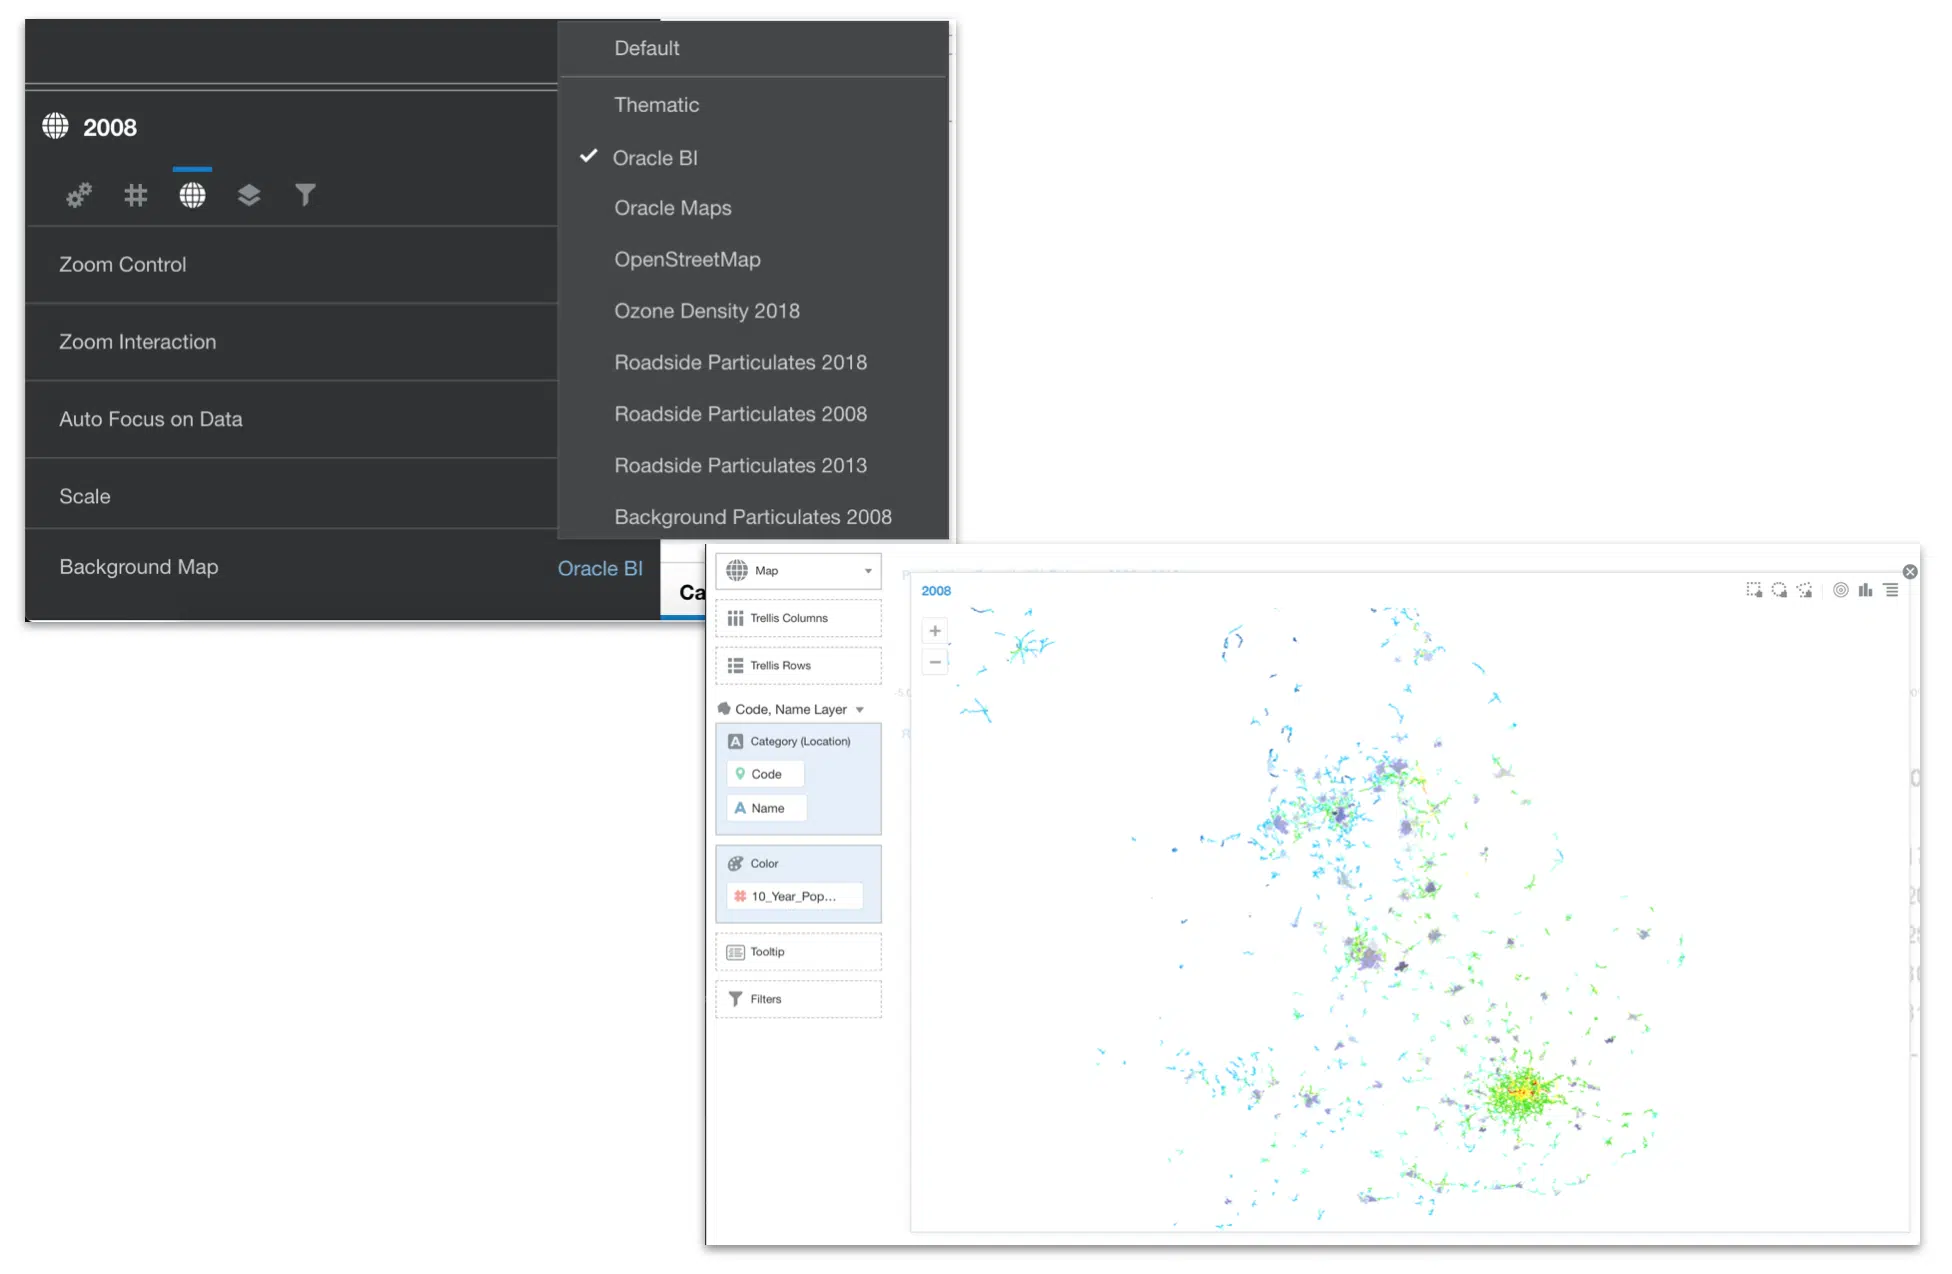 Default
Thematic
2008
Oracle BI
Oracle Maps
OpenStreetMap
Zoom Control
Ozone Density 2018
Zoom Interaction
Roadside Particulates 2018
Auto Focus on Data
Roadside Particulates 2008
Roadside Particulates 2013
Scale
Background Particulates 2008
Background Map
Oracle BI
Ca
Map
2008
Trellis Columns
Trellis Rows
Code, Name Layer
A Category (Location)
Code
A Name
Color
10_Year_Pop...
Tooltip
Filters